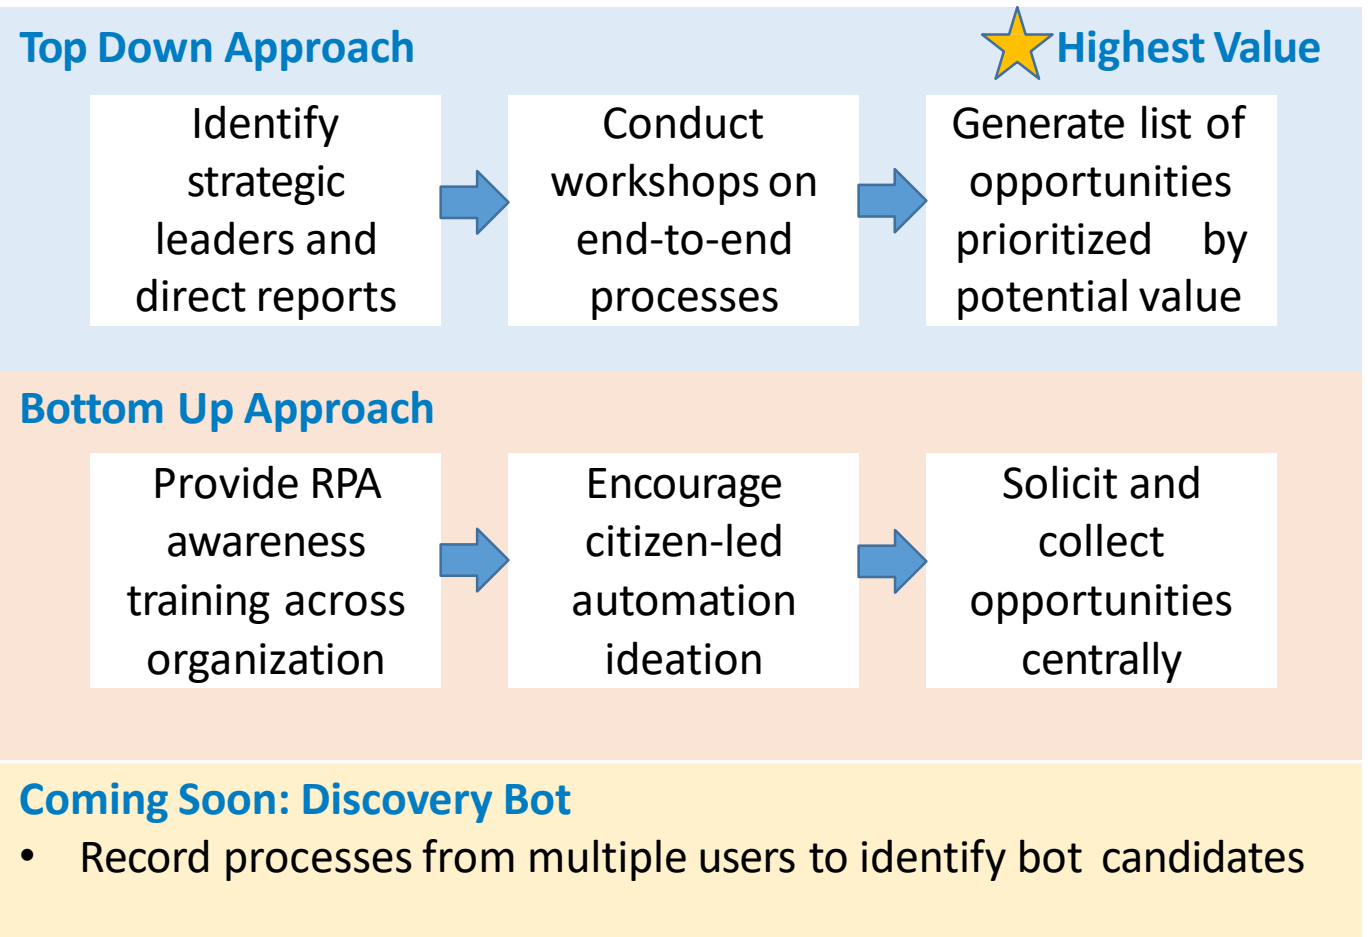 Top Down Approach
Highest Value
Identify
strategic
leaders and
direct reports
Conduct
workshops on
end-to-end
processes
Generate list of
opportunities
prioritized by
potential value
Bottom Up Approach
Provide RPA
awareness
training across
organization
Encourage
citizen-led
automation
ideation
Solicit and
collect
opportunities
centrally
Coming Soon: Discovery Bot
• Record processes from multiple users to identify bot candidates